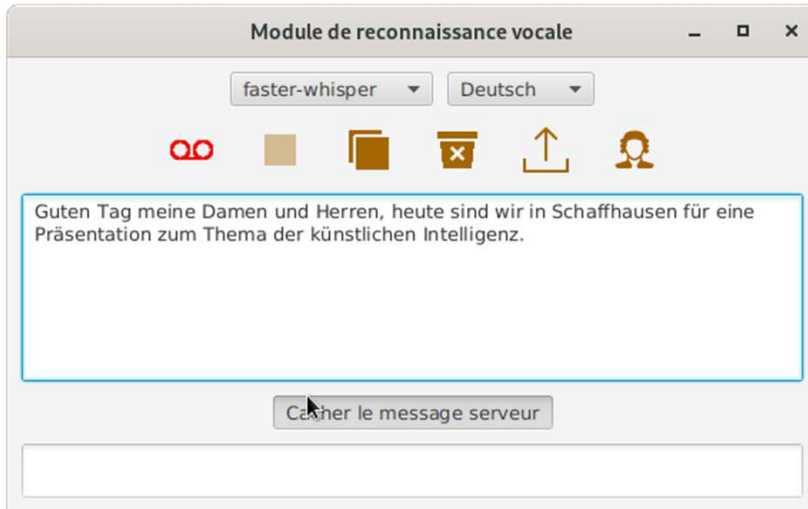 Module de reconnaissance vocale
faster-whisper Deutsch
Guten Tag meine Damen und Herren, heute sind wir in Schaffhausen für eine
Präsentation zum Thema der künstlichen Intelligenz.
Cacher le message serveur